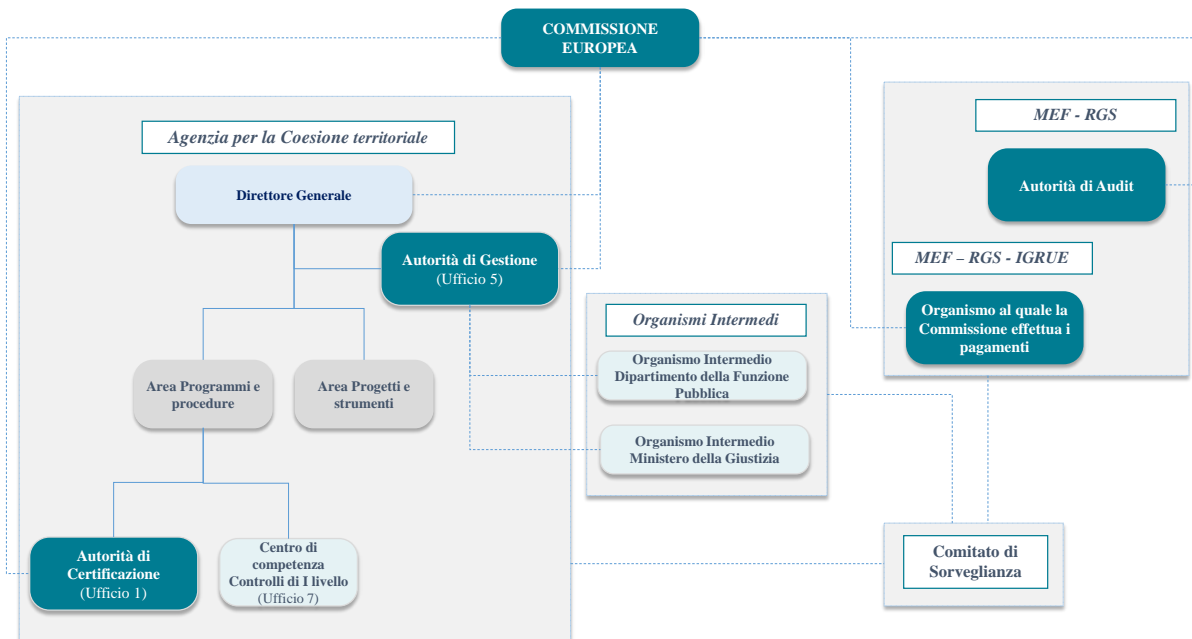 COMMISSIONE
EUROPEA
Agenzia per la Coesione territoriale
Direttore Generale
Autorità di Gestione
(Ufficio 5)
Area Programmi e
procedure
Area Progetti e
strumenti
Autorità di
Certificazione
(Ufficio 1)
Centro di
competenza
Controlli di I livello
(Ufficio 7)
Organismi Intermedi
Organismo Intermedio
Dipartimento della Funzione
Pubblica
Organismo Intermedio
Ministero della Giustizia
MEF - RGS
Autorità di Audit
MEF – RGS - IGRUE
Organismo al quale la
Commissione effettua i
pagamenti
Comitato di
Sorveglianza